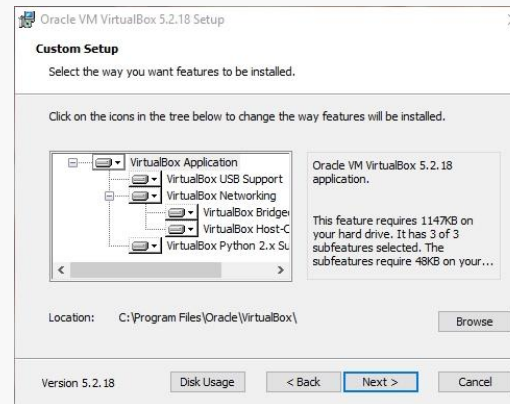 Oracle VM VirtualBox 5.2.18 Setup
Custom Setup
Select the way you want features to be installed.
Click on the icons in the tree below to change the way features will be installed.
VirtualBox Application
VirtualBox USB Support
VirtualBox Networking
VirtualBox Bridge
VirtualBox Host-C
VirtualBox Python 2.x Su
Oracle VM VirtualBox 5.2.18
application.
This feature requires 1147KB on
your hard drive. It has 3 of 3
subfeatures selected. The
subfeatures require 48KB on your...
Location: C:\Program Files\Oracle\VirtualBox\
Browse
Version 5.2.18 Disk Usage < Back Next > Cancel